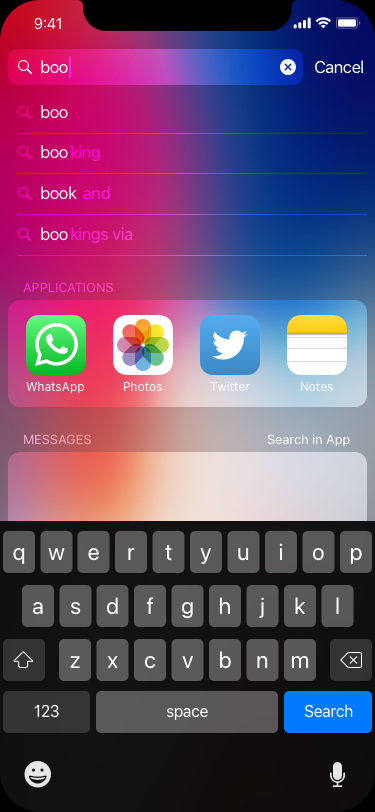 9:41
boo Cancel
boo
booking
book and
bookings via
APPLICATIONS
WhatsApp Photos Twitter Notes
MESSAGES Search in App
q w e r t y u i o p
a s d f g h j k l
z x c v b n m
123 space Search